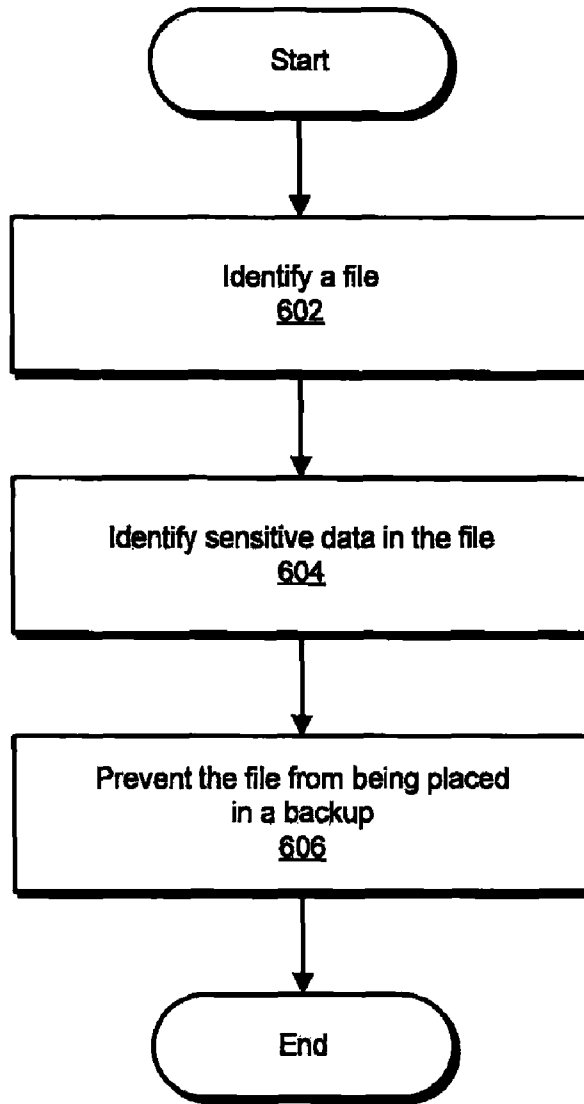 Start
Identify a file
602
Identify sensitive data in the file
604
Prevent the file from being placed
in a backup
606
End